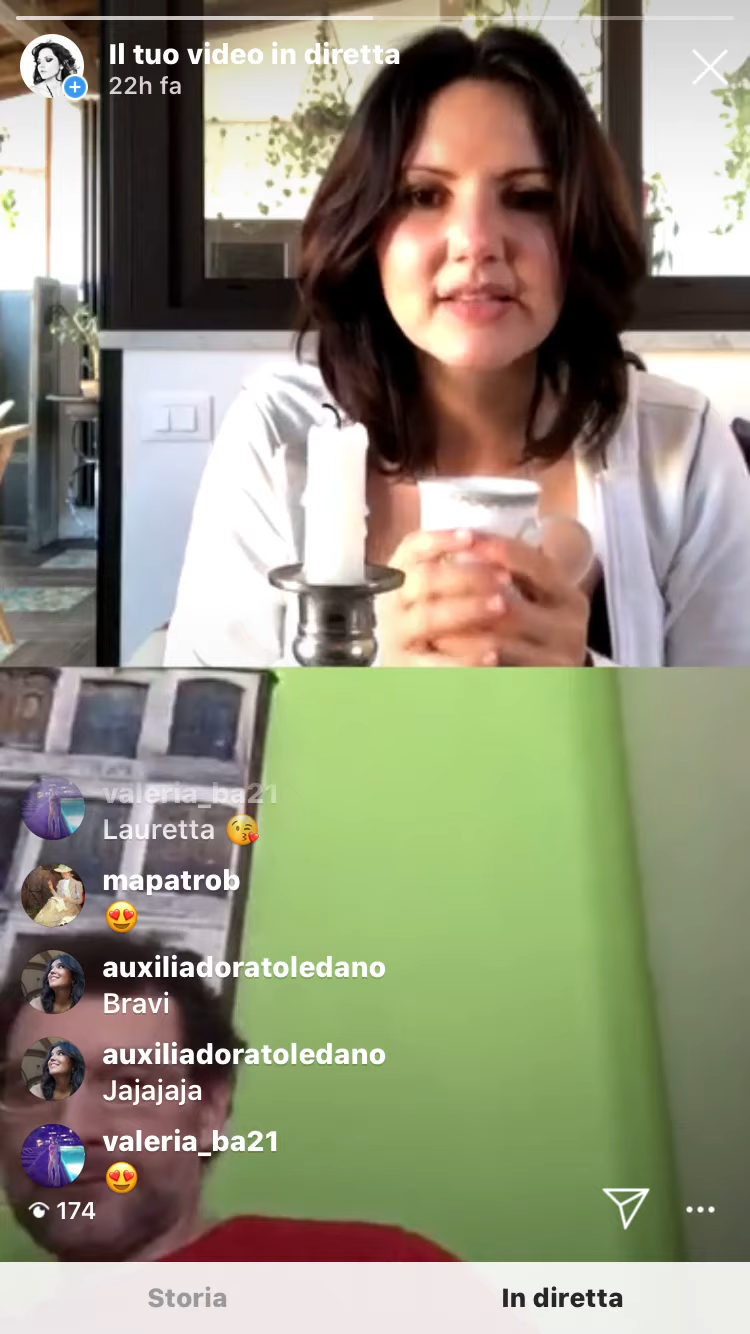 Il tuo video in diretta
22h fa
valeria_ba21
Lauretta 😘
mapatrob
😍
auxiliadoratoledano
Bravi
auxiliadoratoledano
Jajajaja
valeria_ba21
😍
174
Storia
In diretta